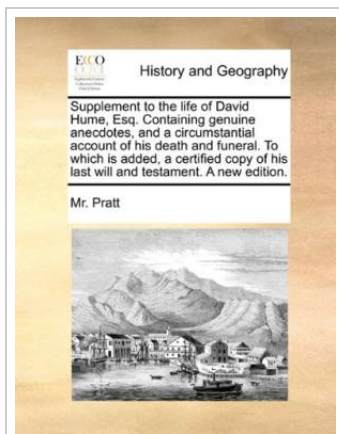 ECCO
History and Geography
Supplement to the life of David
Hume, Esq. Containing genuine
anecdotes, and a circumstantial
account of his death and funeral. To
which is added, a certified copy of his
last will and testament. A new edition.
Mr. Pratt